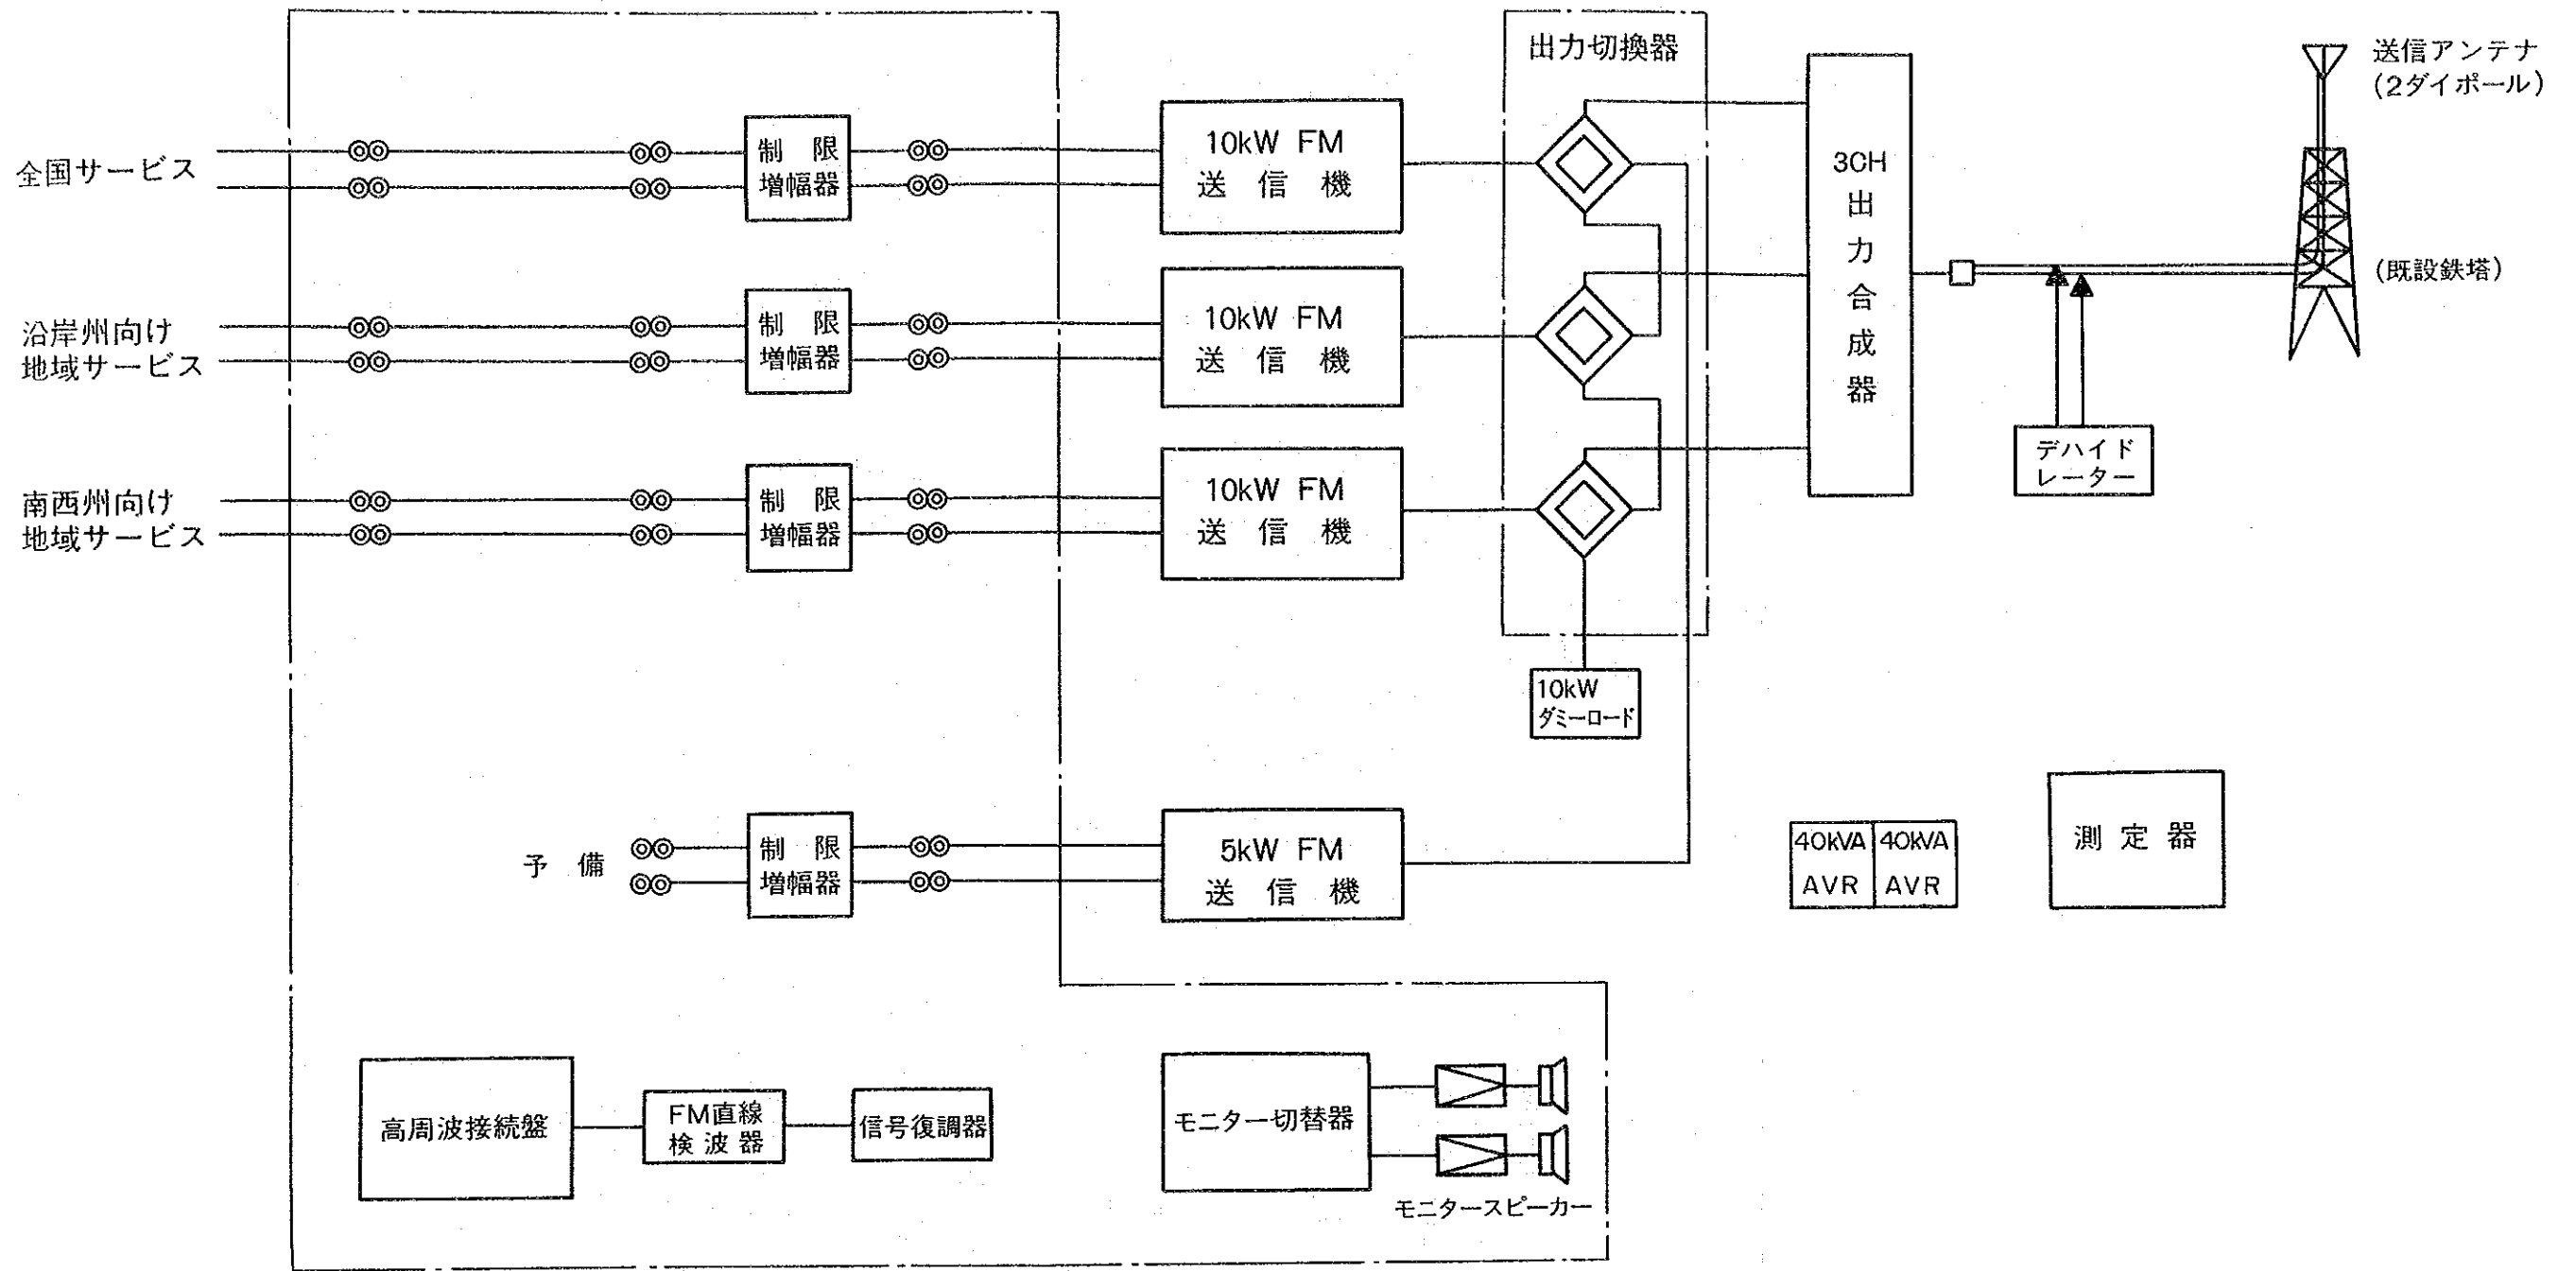 出力切換器
送信アンテナ
(2ダイポール)
全国サービス
制 限
増幅器
10kW FM
送 信 機
3CH
出
力
合
成
器
(既設鉄塔)
沿岸州向け
地域サービス
制 限
増幅器
10kW FM
送 信 機
デハイド
レーター
南西州向け
地域サービス
制 限
増幅器
10kW FM
送 信 機
10kW
ダミーロード
予 備
制 限
増幅器
5kW FM
送 信 機
40kVA
AVR
40kVA
AVR
測 定 器
高周波接続盤
FM直線
検 波 器
信号復調器
モニター切替器
モニタースピーカー